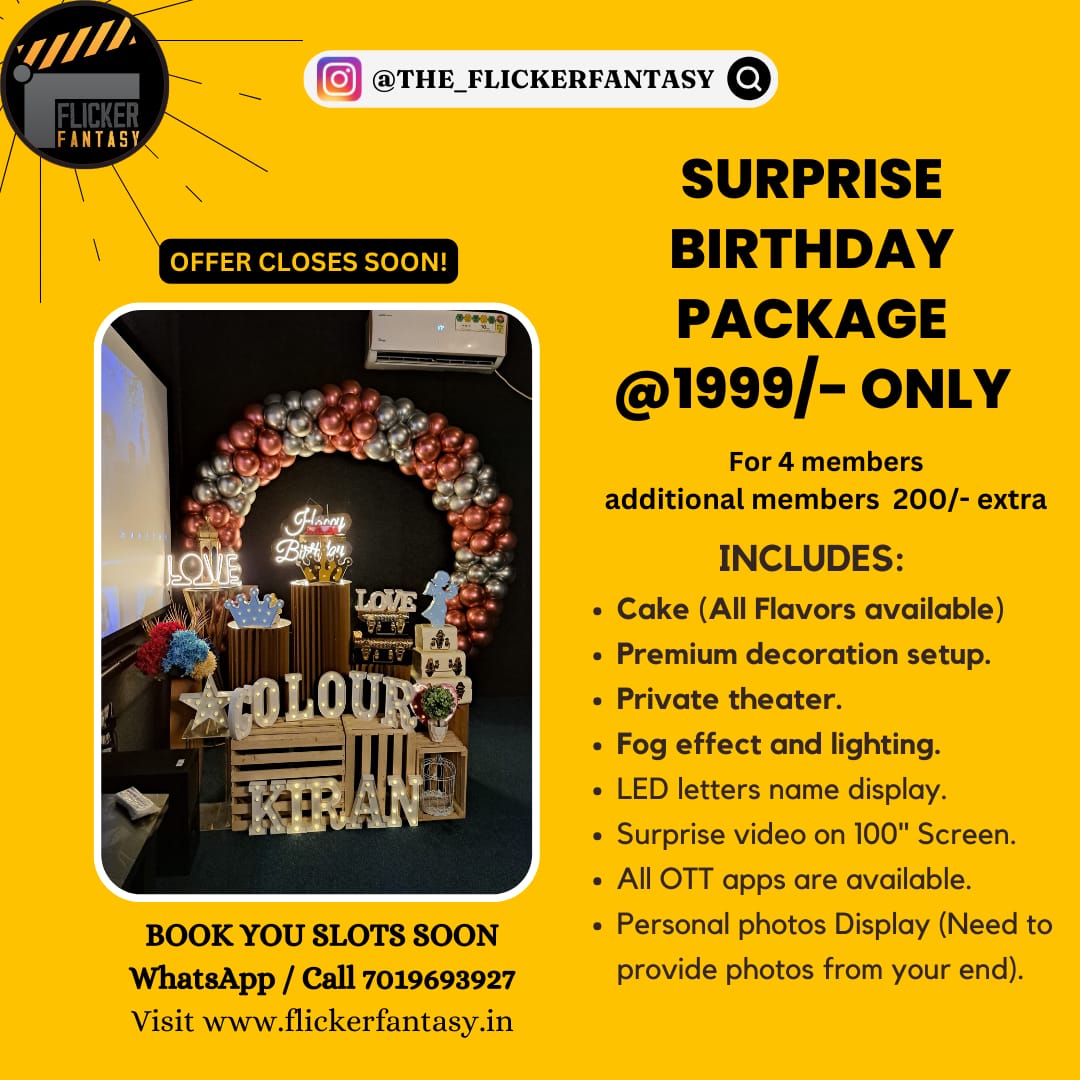 FLICKER
FANTASY
@THE_FLICKERFANTASY
SURPRISE
BIRTHDAY
PACKAGE
@1999/- ONLY
For 4 members
additional members 200/- extra
OFFER CLOSES SOON!
Happy
Birthday
LOVE
LOVE
COLOUR
KIRAN
INCLUDES:
• Cake (All Flavors available)
• Premium decoration setup.
• Private theater.
• Fog effect and lighting.
• LED letters name display.
• Surprise video on 100" Screen.
• All OTT apps are available.
• Personal photos Display (Need to
provide photos from your end).
BOOK YOU SLOTS SOON
WhatsApp / Call 7019693927
Visit www.flickerfantasy.in